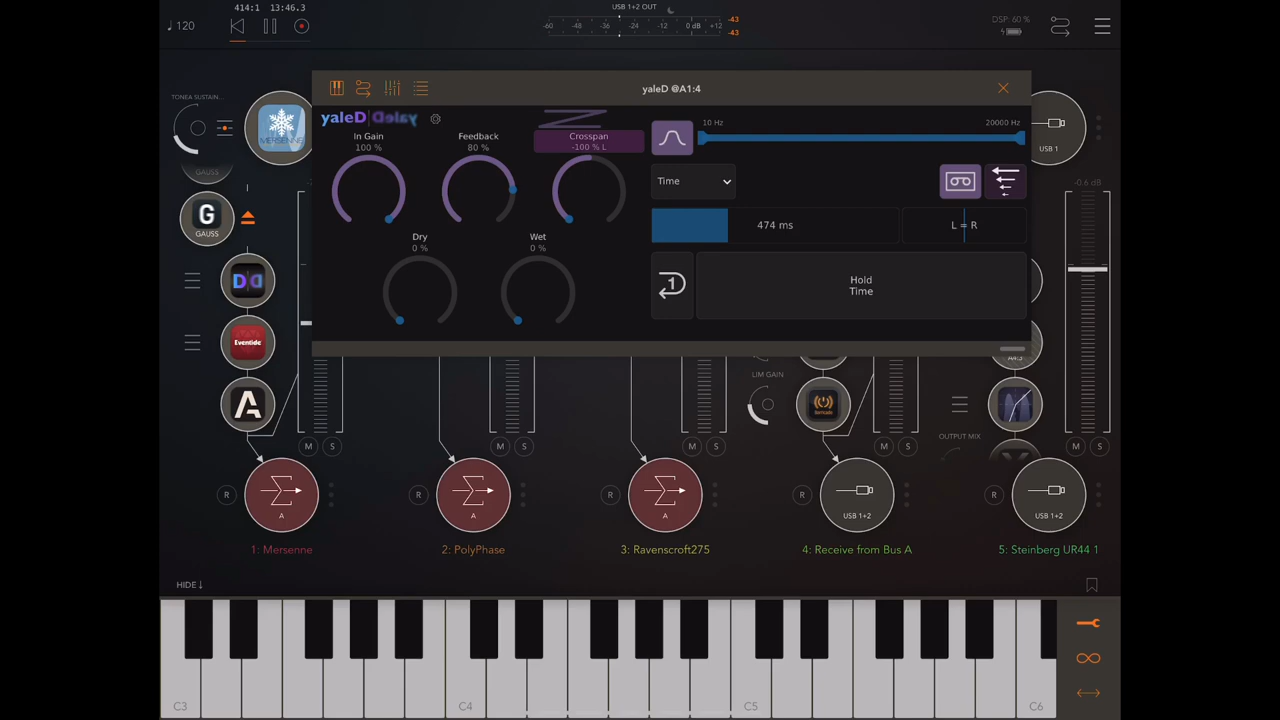 414:1 13:46.3
USB 1+2 OUT
120
-60 -48 -36 -24 -12 0 dB +12
-43
-43
DSP: 60 %
yaleD @A1:4
TONEA SUSTAIN...
MERSENNE
GAUSS
G
GAUSS
Eventide
yaleD
In Gain
100 %
Feedback
80 %
Crosspan
-100 % L
Dry
0 %
Wet
0 %
10 Hz
20000 Hz
Time
474 ms
L = R
1
Hold
Time
USB 1
-0.6 dB
LIM GAIN
OUTPUT MIX
M S
M S
M S
M S
M S
R
A
R
A
R
A
R
USB 1+2
R
USB 1+2
1: Mersenne
2: PolyPhase
3: Ravenscroft275
4: Receive from Bus A
5: Steinberg UR44 1
HIDE↓
C3
C4
C5
C6